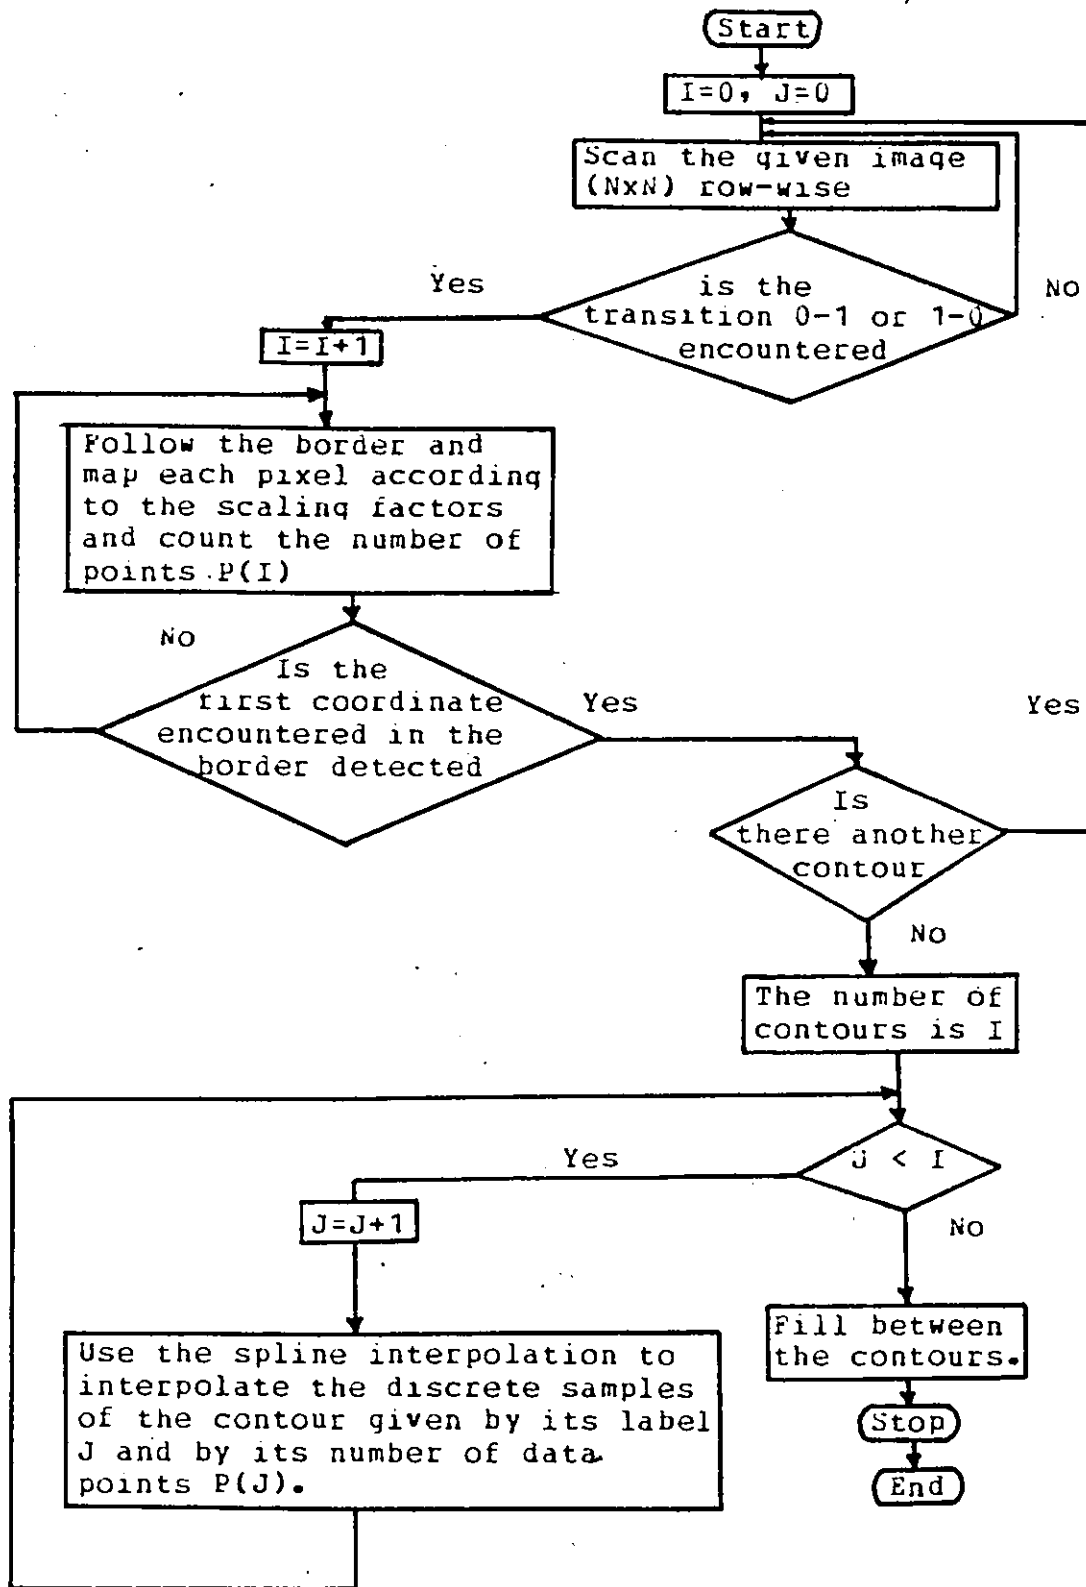 Start
I=0, J=0
Scan the given image
(NxN) row-wise
Yes
is the
transition 0-1 or 1-0
encountered
No
I=I+1
Follow the border and
map each pixel according
to the scaling factors
and count the number of
points P(I)
No
Is the
first coordinate
encountered in the
border detected
Yes
Yes
Is
there another
contour
No
The number of
contours is I
J < I
Yes
J=J+1
No
Use the spline interpolation to
interpolate the discrete samples
of the contour given by its label
J and by its number of data
points P(J).
Fill between
the contours.
Stop
End